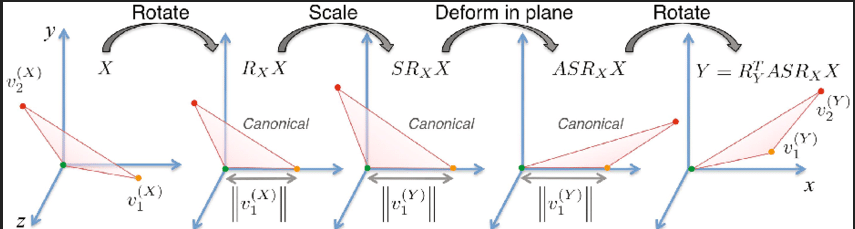 Rotate Scale Deform in plane Rotate
y X R_X X SR_X X ASR_X X Y = R_Y^T ASR_X X
v_2^{(X)} v_2^{(Y)}
Canonical Canonical Canonical v_1^{(Y)}
v_1^{(X)} ‖v_1^{(X)}‖ ‖v_1^{(Y)}‖ ‖v_1^{(Y)}‖ x
z